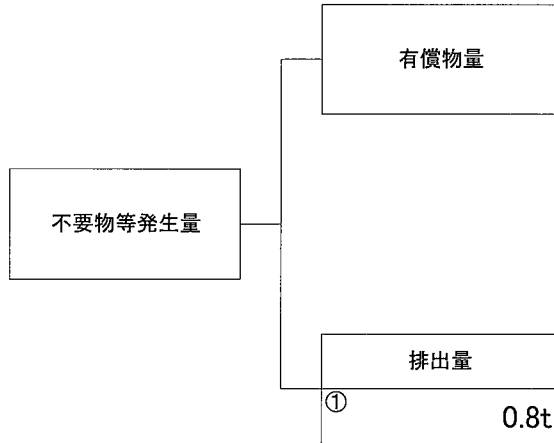 有償物量
不要物等発生量
排出量
①
0.8t